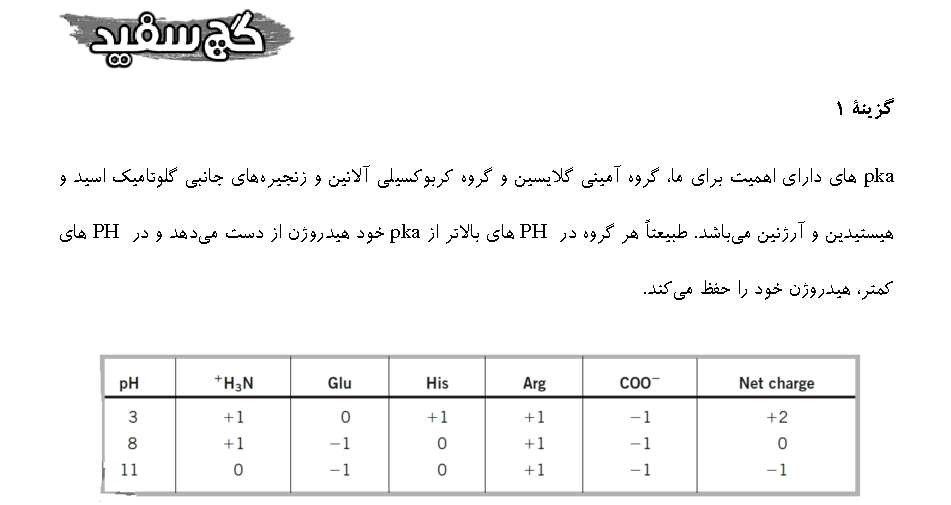 گچ سفید
گزینهٔ ۱
pka های دارای اهمیت برای ما، گروه آمینی گلایسین و گروه کربوکسیلی آلانین و زنجیره‌های جانبی گلوتامیک اسید و
هیستیدین و آرژنین می‌باشد. طبیعتاً هر گروه در PH های بالاتر از pka خود هیدروژن از دست می‌دهد و در PH های
کمتر، هیدروژن خود را حفظ می‌کند.
pH +H₃N Glu His Arg COO⁻ Net charge
3 +1 0 +1 +1 −1 +2
8 +1 −1 0 +1 −1 0
11 0 −1 0 +1 −1 −1